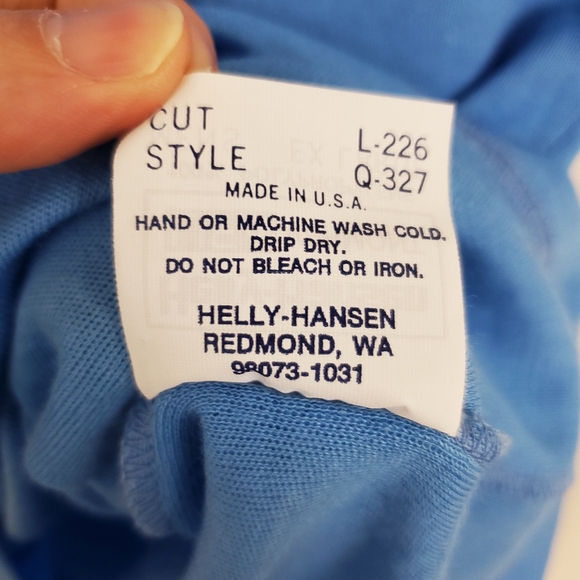 CUT L-226
STYLE Q-327
MADE IN U.S.A.
HAND OR MACHINE WASH COLD.
DRIP DRY.
DO NOT BLEACH OR IRON.
HELLY-HANSEN
REDMOND, WA
98073-1031